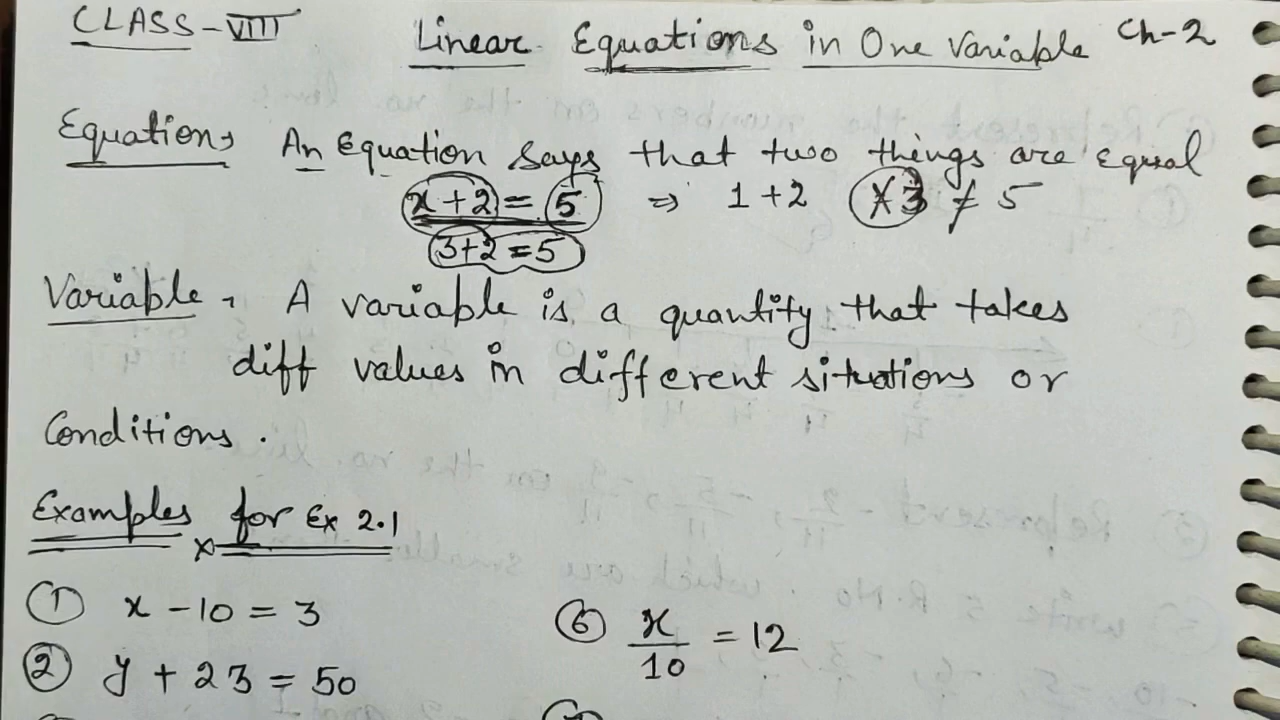 CLASS-VIII Linear Equations in One Variable Ch-2
Equation, An Equation says that two things are equal
x+2 = 5 ⇒ 1+2 3 ≠ 5
3+2=5
Variable, A variable is a quantity that takes
diff values in different situations or
Conditions.
Examples for Ex 2.1
① x - 10 = 3
② y + 23 = 50
⑥ x/10 = 12